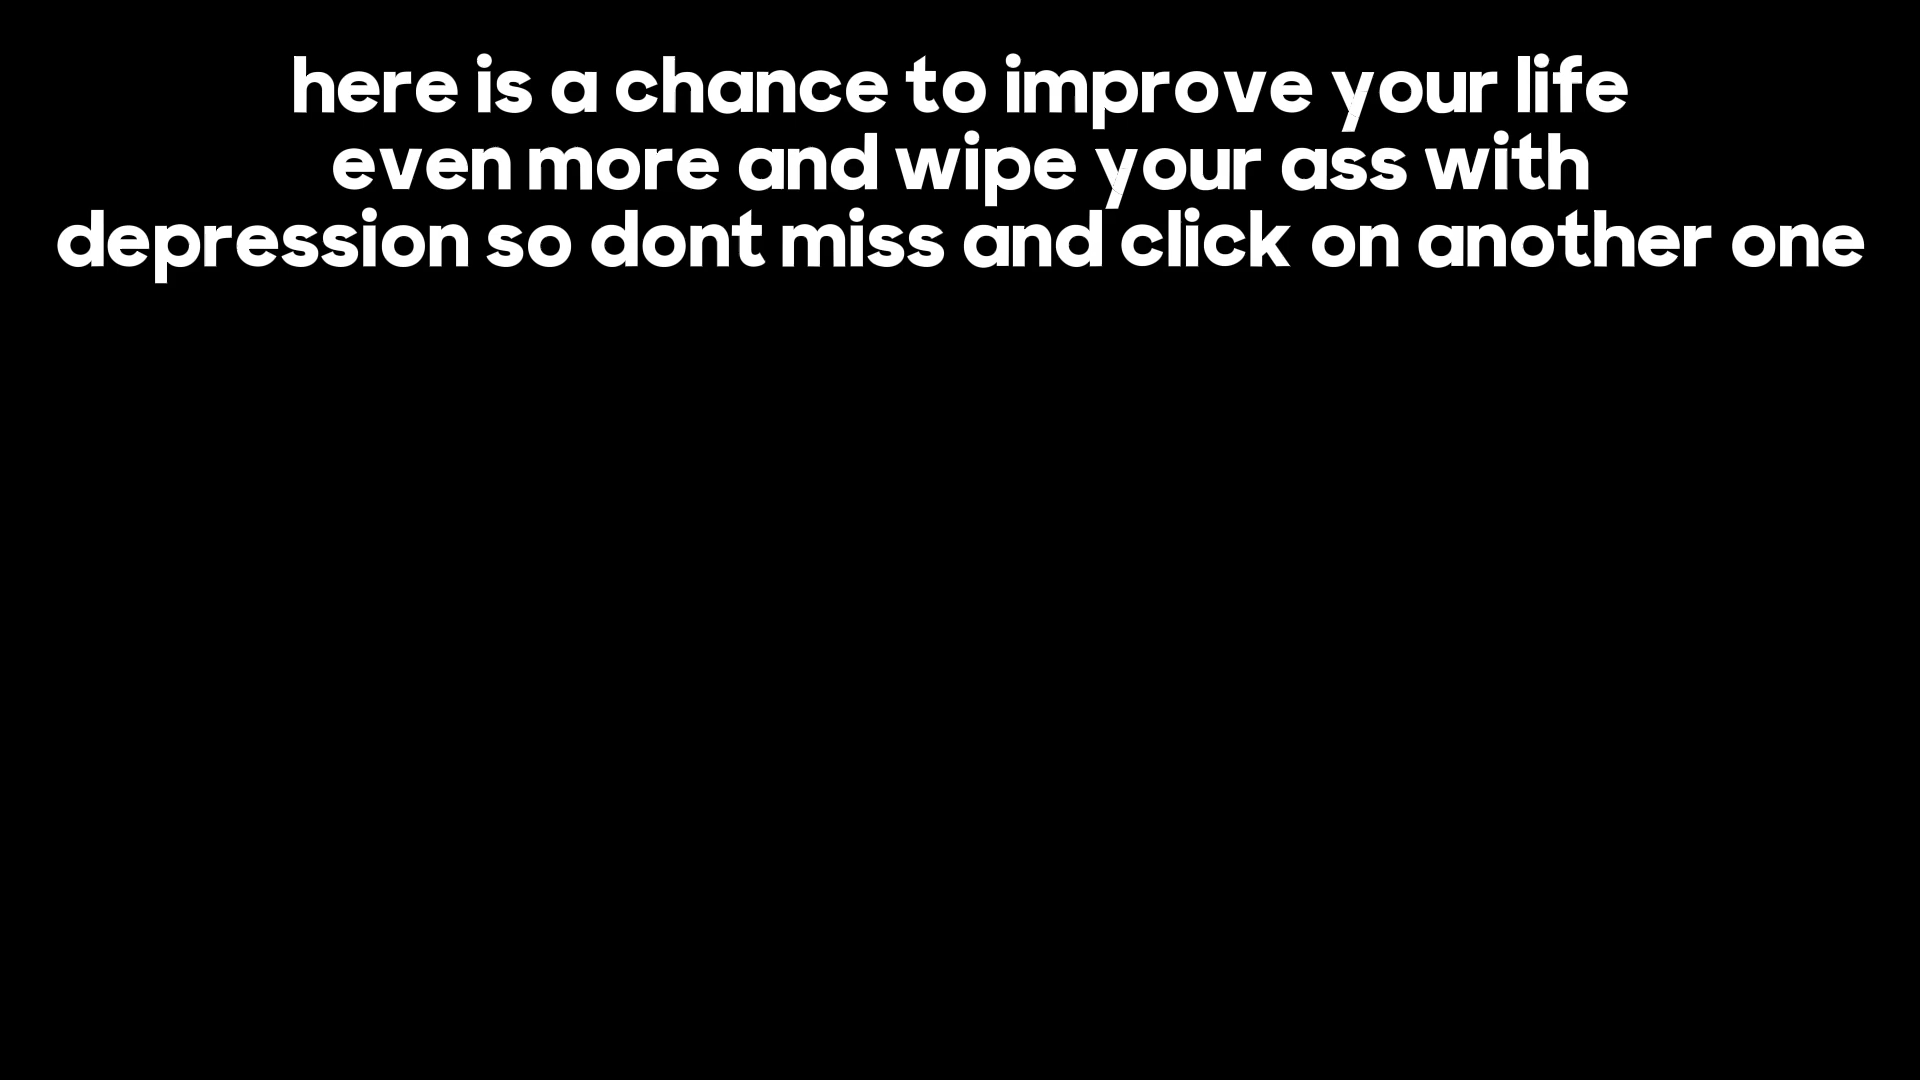 here is a chance to improve your life
even more and wipe your ass with
depression so dont miss and click on another one